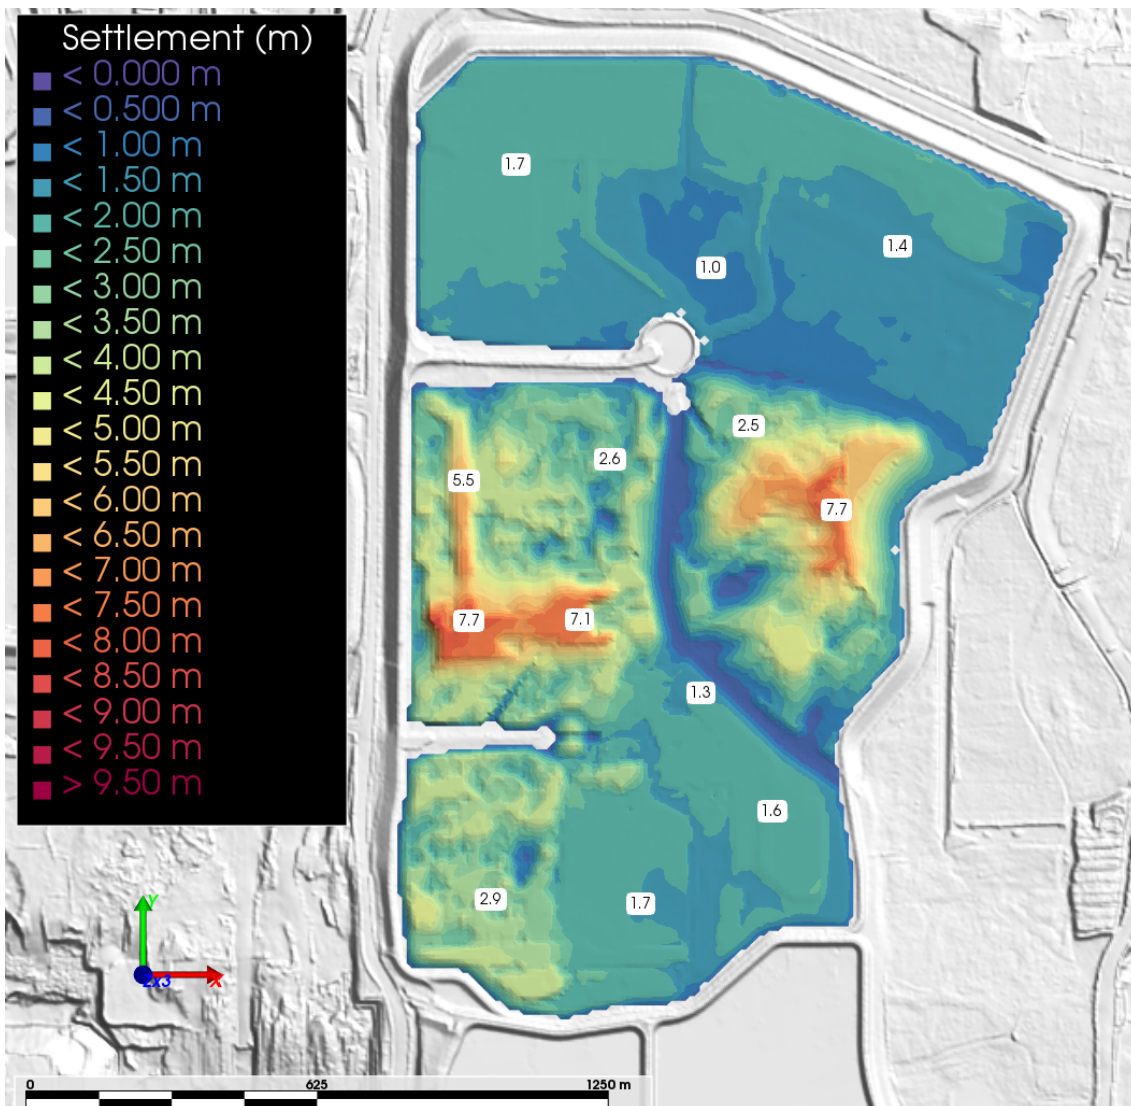 Settlement (m)
< 0.000 m
< 0.500 m
< 1.00 m
< 1.50 m
< 2.00 m
< 2.50 m
< 3.00 m
< 3.50 m
< 4.00 m
< 4.50 m
< 5.00 m
< 5.50 m
< 6.00 m
< 6.50 m
< 7.00 m
< 7.50 m
< 8.00 m
< 8.50 m
< 9.00 m
< 9.50 m
> 9.50 m
1.7
1.4
1.0
2.5
2.6
5.5
7.7
7.7
7.1
1.3
1.6
2.9
1.7
Y
Zx3
X
0
625
1250 m